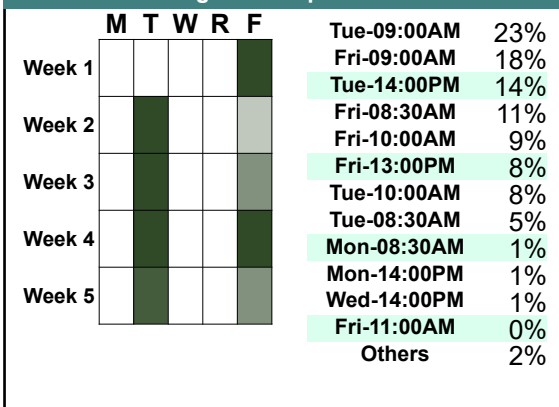 M T W R F
Week 1
Week 2
Week 3
Week 4
Week 5
Tue-09:00AM 23%
Fri-09:00AM 18%
Tue-14:00PM 14%
Fri-08:30AM 11%
Fri-10:00AM 9%
Fri-13:00PM 8%
Tue-10:00AM 8%
Tue-08:30AM 5%
Mon-08:30AM 1%
Mon-14:00PM 1%
Wed-14:00PM 1%
Fri-11:00AM 0%
Others 2%